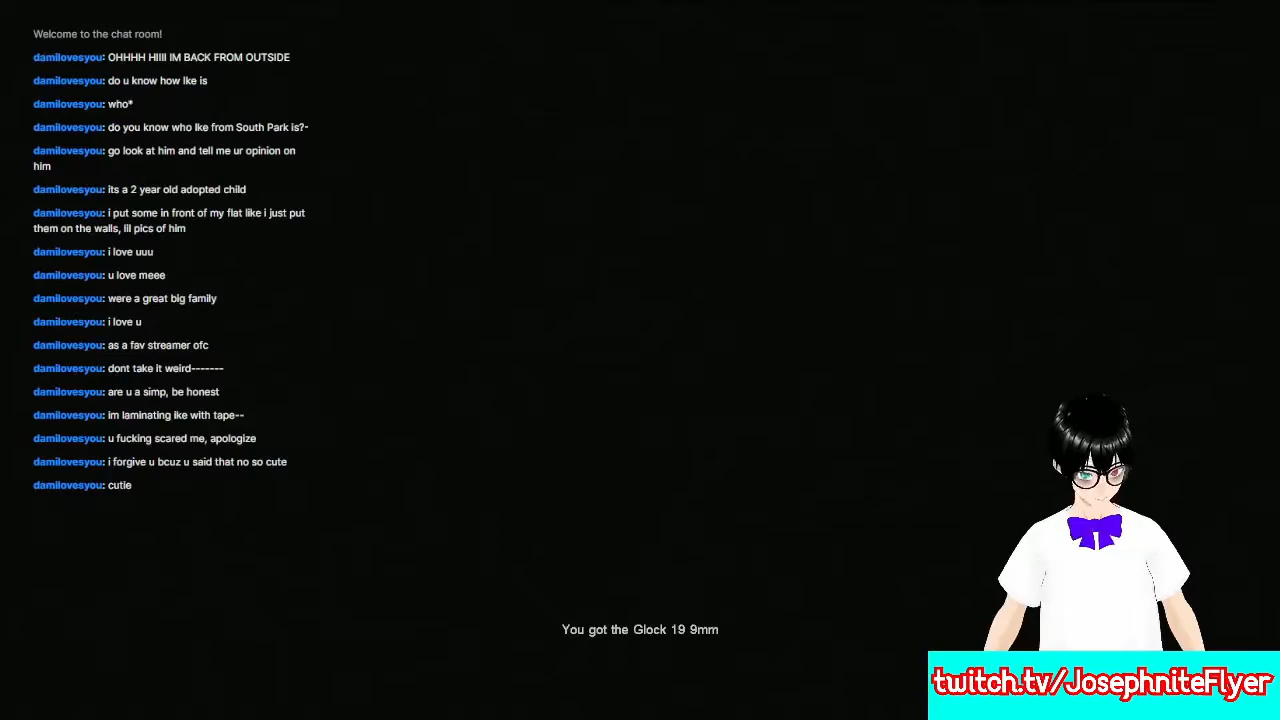 Welcome to the chat room!
damilovesyou: OHHHH HIIII IM BACK FROM OUTSIDE
damilovesyou: do u know how Ike is
damilovesyou: who*
damilovesyou: do you know who Ike from South Park is?-
damilovesyou: go look at him and tell me ur opinion on
him
damilovesyou: its a 2 year old adopted child
damilovesyou: i put some in front of my flat like i just put
them on the walls, lil pics of him
damilovesyou: i love uuu
damilovesyou: u love meee
damilovesyou: were a great big family
damilovesyou: i love u
damilovesyou: as a fav streamer ofc
damilovesyou: dont take it weird-------
damilovesyou: are u a simp, be honest
damilovesyou: im laminating ike with tape--
damilovesyou: u fucking scared me, apologize
damilovesyou: i forgive u bcuz u said that no so cute
damilovesyou: cutie
You got the Glock 19 9mm
twitch.tv/JosephniteFlyer